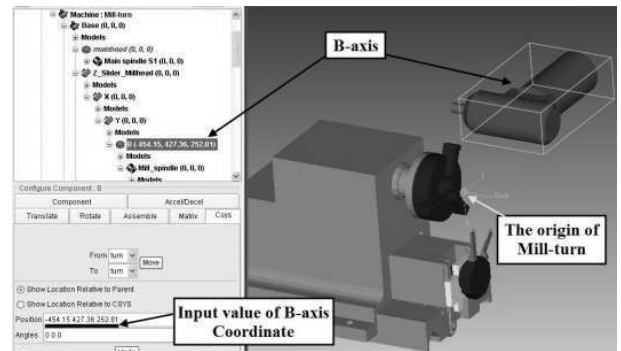 Machine : Mill-turn
Base (0, 0, 0)
Models
mainhead (0, 0, 0)
Main spindle S1 (0, 0, 0)
Z_Slider_Millhead (0, 0, 0)
Models
X (0, 0, 0)
Models
Y (0, 0, 0)
Models
B (-454.15, 427.36, 252.81)
Models
Mill_spindle (0, 0, 0)
Models
Configure Component : B
Component Accel/Decel
Translate Rotate Assemble Matrix Csys
From turn
To turn
Move
Show Location Relative to Parent
Show Location Relative to CSYS
Position -454.15 427.36 252.81
Angles 0 0 0
B-axis
The origin of
Mill-turn
Input value of B-axis
Coordinate